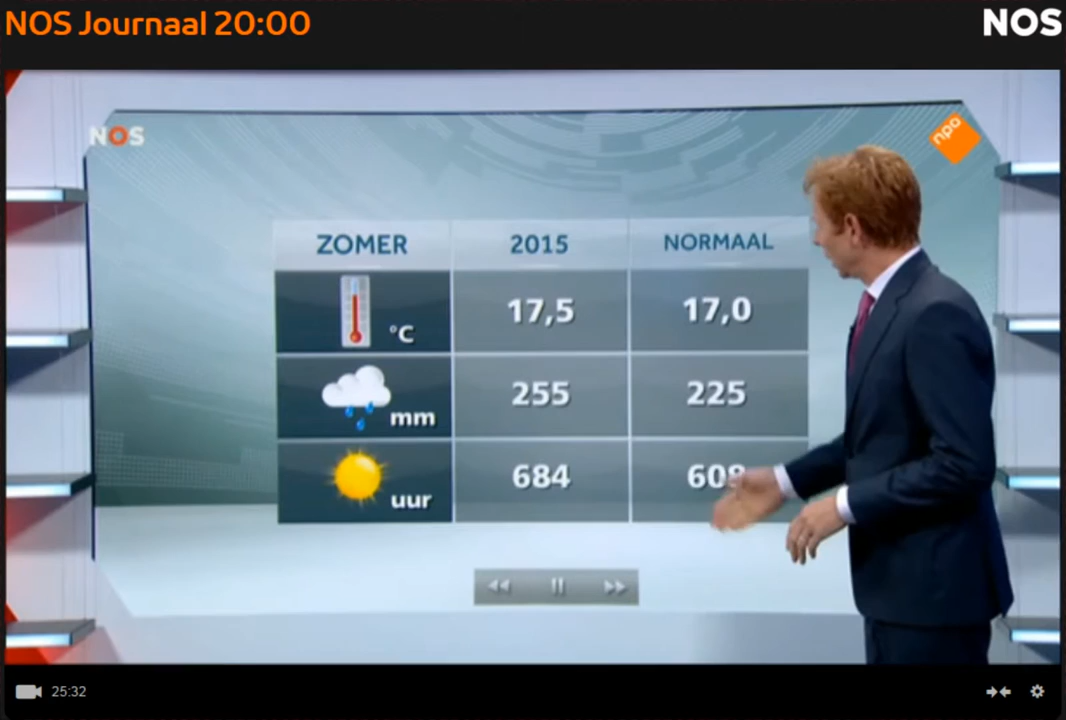 NOS Journaal 20:00
NOS
NOS
npo
ZOMER 2015 NORMAAL
°C 17,5 17,0
mm 255 225
uur 684 608
25:32